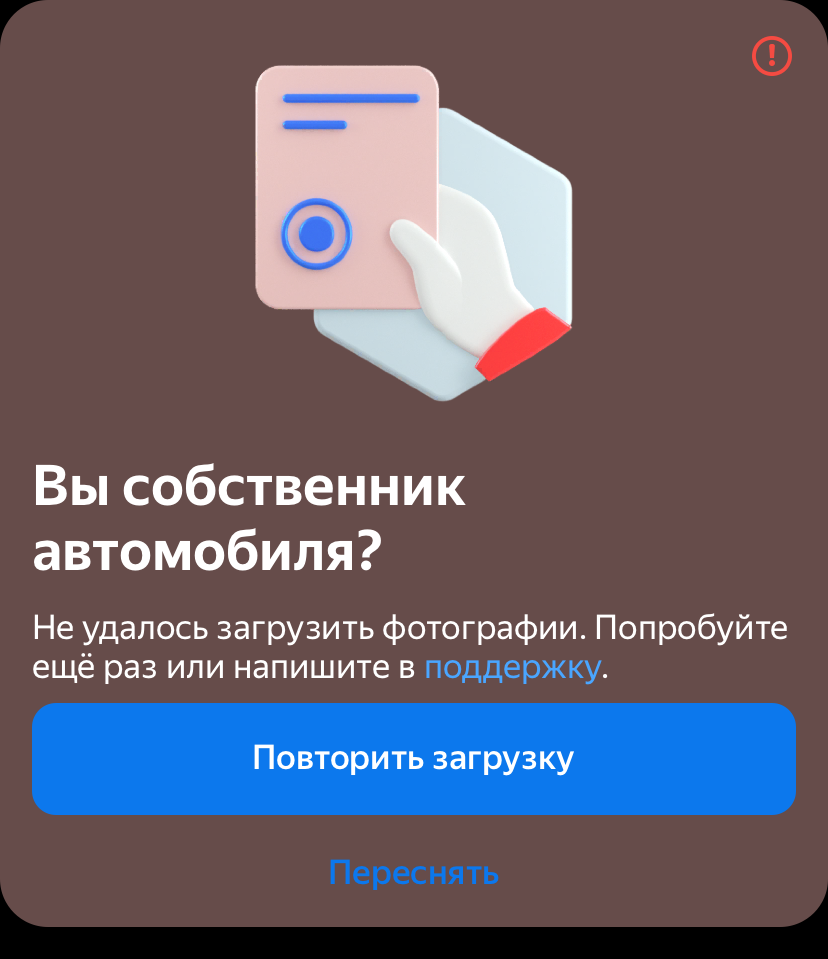 Вы собственник
автомобиля?
Не удалось загрузить фотографии. Попробуйте
ещё раз или напишите в поддержку.
Повторить загрузку
Переснять